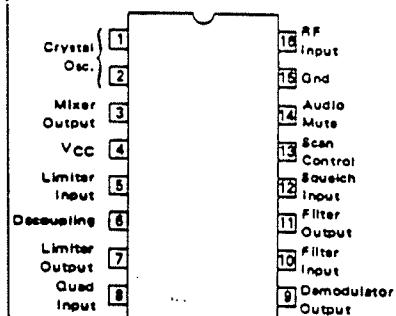 Crystal
Osc.
1
2
Mixer
Output
3
VCC
4
Limiter
Input
5
Decoupling
6
Limiter
Output
7
Quad
Input
8
16
RF
Input
15
Gnd
14
Audio
Mute
13
Scan
Control
12
Squelch
Input
11
Filter
Output
10
Filter
Input
9
Demodulator
Output